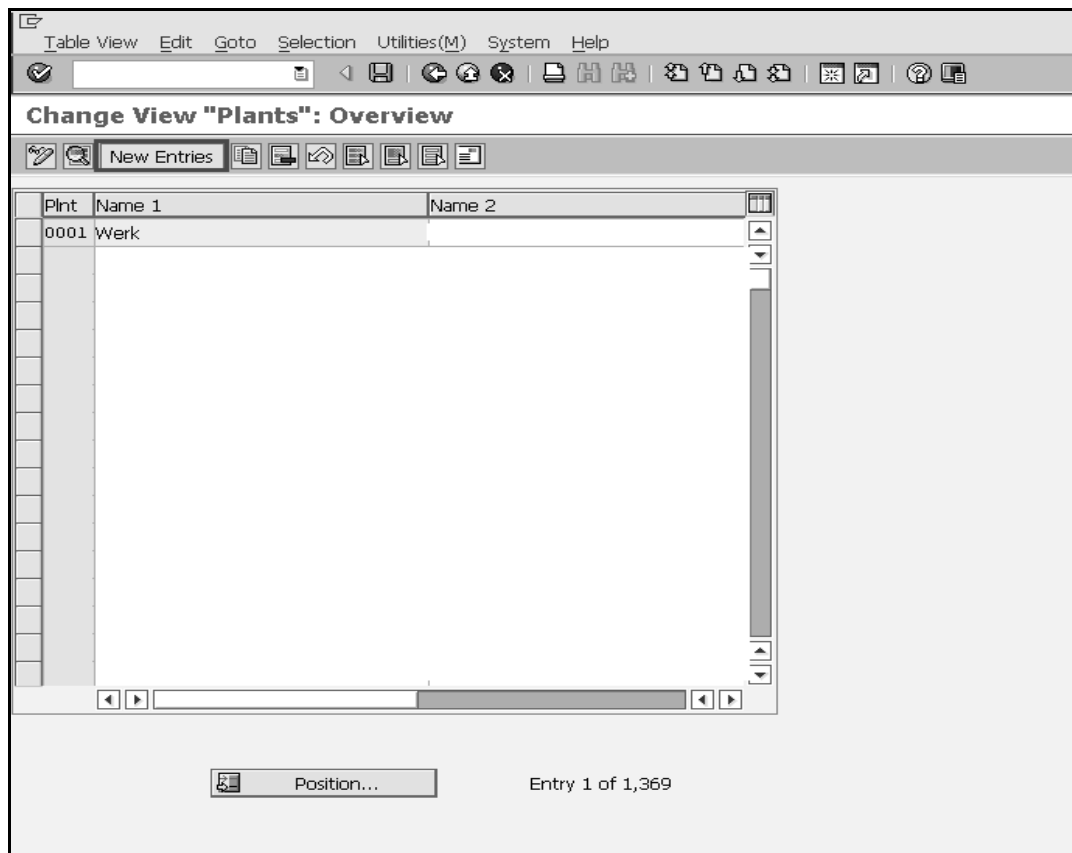 Table View Edit Goto Selection Utilities(M) System Help
Change View "Plants": Overview
New Entries
Plnt Name 1 Name 2
0001 Werk
Position... Entry 1 of 1,369